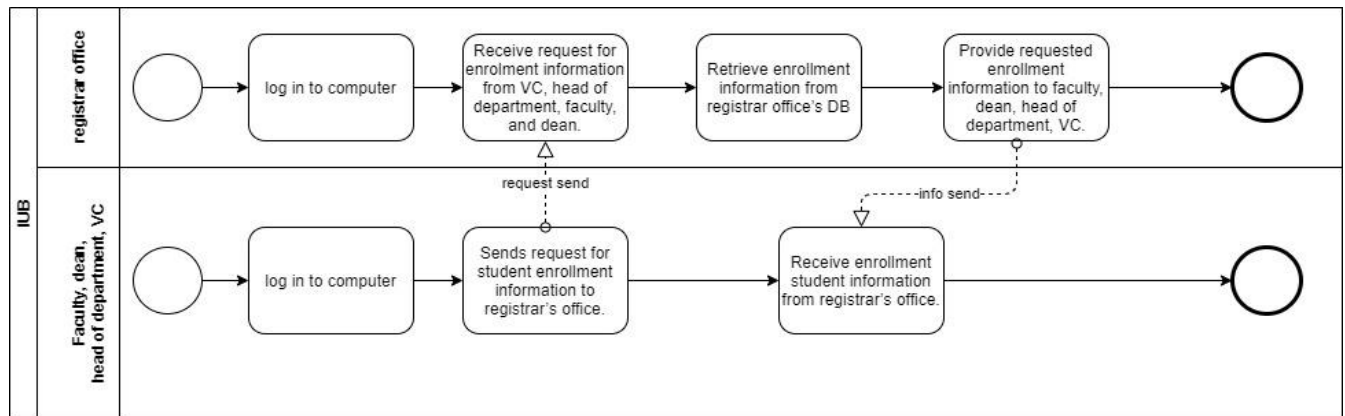 IUB
registrar office
log in to computer
Receive request for
enrolment information
from VC, head of
department, faculty,
and dean.
Retrieve enrollment
information from
registrar office's DB
Provide requested
enrollment
information to faculty,
dean, head of
department, VC.
request send
info send
Faculty, dean,
head of department, VC
log in to computer
Sends request for
student enrollment
information to
registrar's office.
Receive enrollment
student information
from registrar's office.